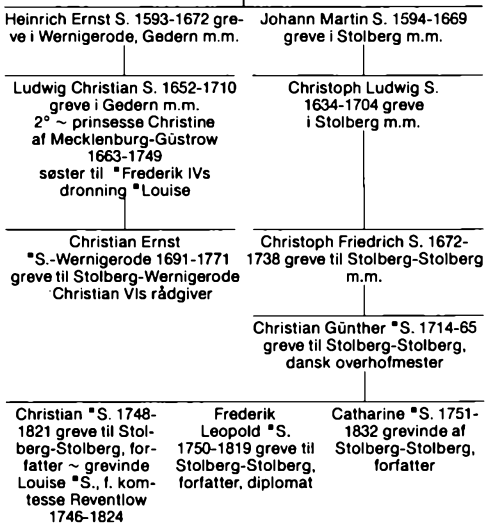 Heinrich Ernst S. 1593-1672 gre-
ve i Wernigerode, Gedern m.m.
Johann Martin S. 1594-1669
greve i Stolberg m.m.
Ludwig Christian S. 1652-1710
greve i Gedern m.m.
2° ~ prinsesse Christine
af Mecklenburg-Güstrow
1663-1749
søster til ■Frederik IVs
dronning ■Louise
Christoph Ludwig S.
1634-1704 greve
i Stolberg m.m.
Christian Ernst
■S.-Wernigerode 1691-1771
greve til Stolberg-Wernigerode
Christian VIs rådgiver
Christoph Friedrich S. 1672-
1738 greve til Stolberg-Stolberg
m.m.
Christian Günther ■S. 1714-65
greve til Stolberg-Stolberg,
dansk overhofmester
Christian ■S. 1748-
1821 greve til Stol-
berg-Stolberg, for-
fatter ~ grevinde
Louise ■S., f. kom-
tesse Reventlow
1746-1824
Frederik
Leopold ■S.
1750-1819 greve til
Stolberg-Stolberg,
forfatter, diplomat
Catharine ■S. 1751-
1832 grevinde af
Stolberg-Stolberg,
forfatter